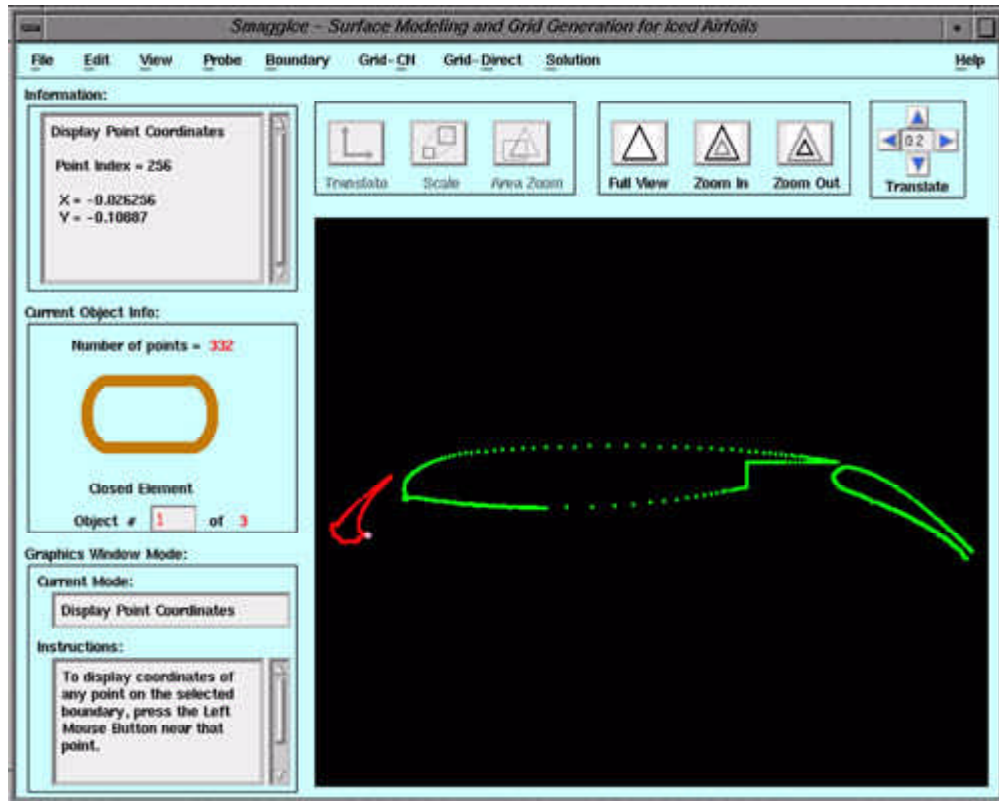 SmaggIce - Surface Modeling and Grid Generation for Iced Airfoils
File Edit View Probe Boundary Grid-CN Grid-Direct Solution Help
Information:
Display Point Coordinates
Point Index = 256
X = -0.026256
Y = -0.10887
Translate Scale Area Zoom
Full View Zoom In Zoom Out
0.2
Translate
Current Object Info:
Number of points = 332
Closed Element
Object # 1 of 3
Graphics Window Mode:
Current Mode:
Display Point Coordinates
Instructions:
To display coordinates of
any point on the selected
boundary, press the Left
Mouse Button near that
point.